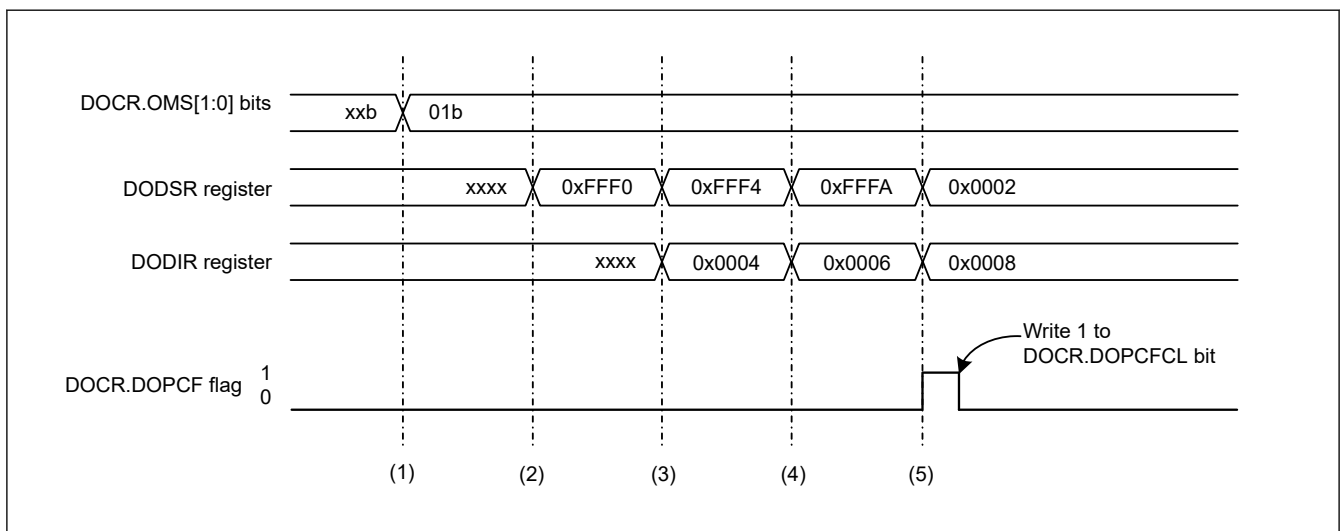 DOCR.OMS[1:0] bits xxb 01b
DODSR register xxxx 0xFFF0 0xFFF4 0xFFFA 0x0002
DODIR register xxxx 0x0004 0x0006 0x0008
Write 1 to
DOCR.DOPCFCL bit
DOCR.DOPCF flag 1
0
(1) (2) (3) (4) (5)